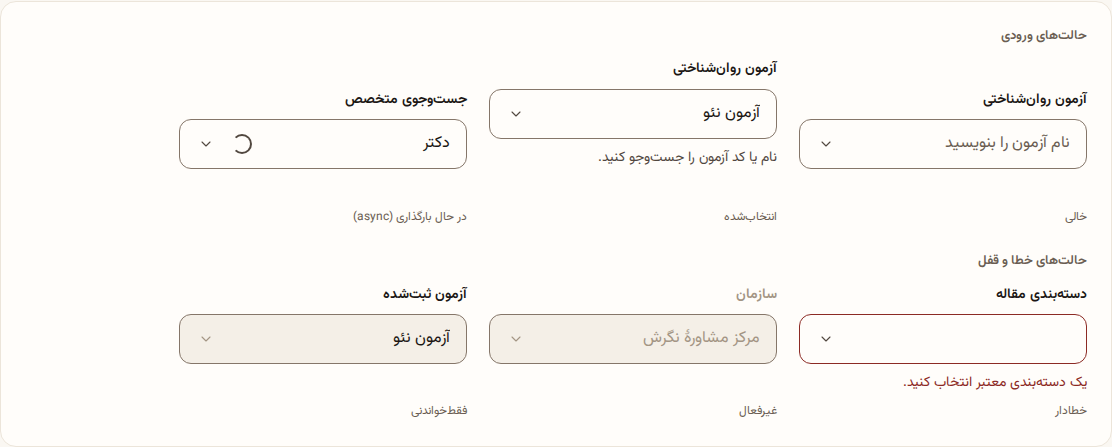 حالت‌های ورودی
آزمون روان‌شناختی
نام آزمون را بنویسید
خالی
آزمون روان‌شناختی
آزمون نئو
نام یا کد آزمون را جست‌وجو کنید.
انتخاب‌شده
جست‌وجوی متخصص
دکتر
در حال بارگذاری (async)
حالت‌های خطا و قفل
دسته‌بندی مقاله
یک دسته‌بندی معتبر انتخاب کنید.
خطادار
سازمان
مرکز مشاورهٔ نگرش
غیرفعال
آزمون ثبت‌شده
آزمون نئو
فقط‌خواندنی